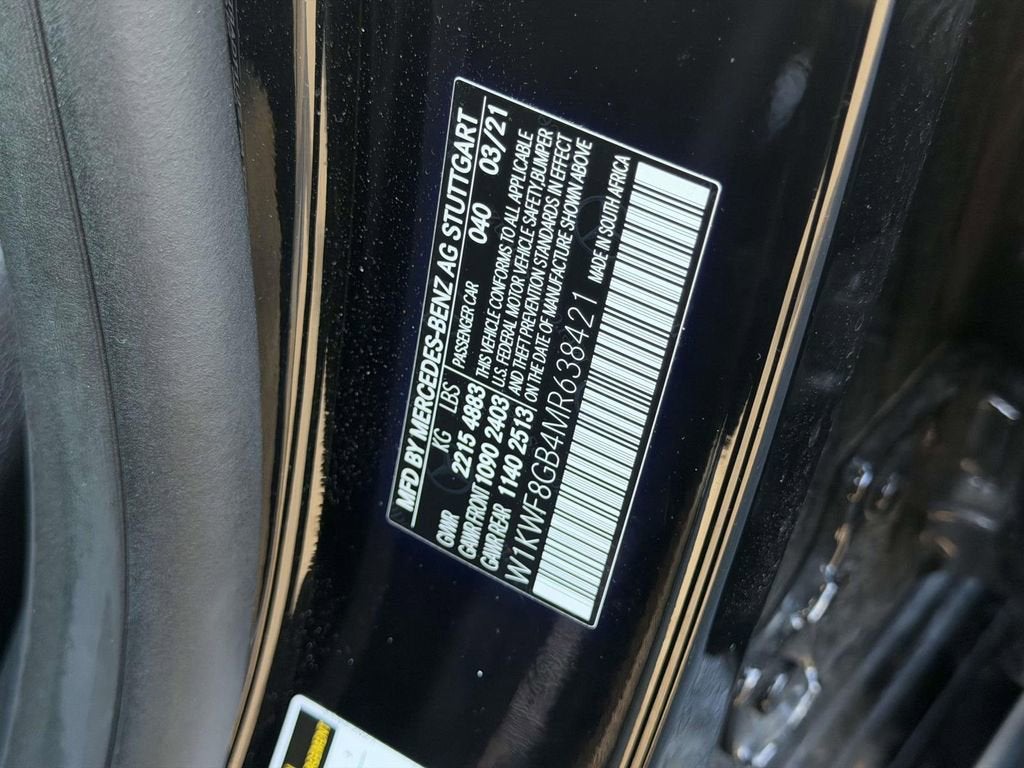 MFD BY MERCEDES-BENZ AG STUTTGART
KG LBS PASSENGER CAR 040 03/21
GVWR 2215 4883 THIS VEHICLE CONFORMS TO ALL APPLICABLE
GAWR FRONT 1090 2403 U.S. FEDERAL MOTOR VEHICLE SAFETY, BUMPER
GAWR REAR 1140 2513 AND THEFT PREVENTION STANDARDS IN EFFECT
ON THE DATE OF MANUFACTURE SHOWN ABOVE
W1KWF8GB4MR638421 MADE IN SOUTH AFRICA